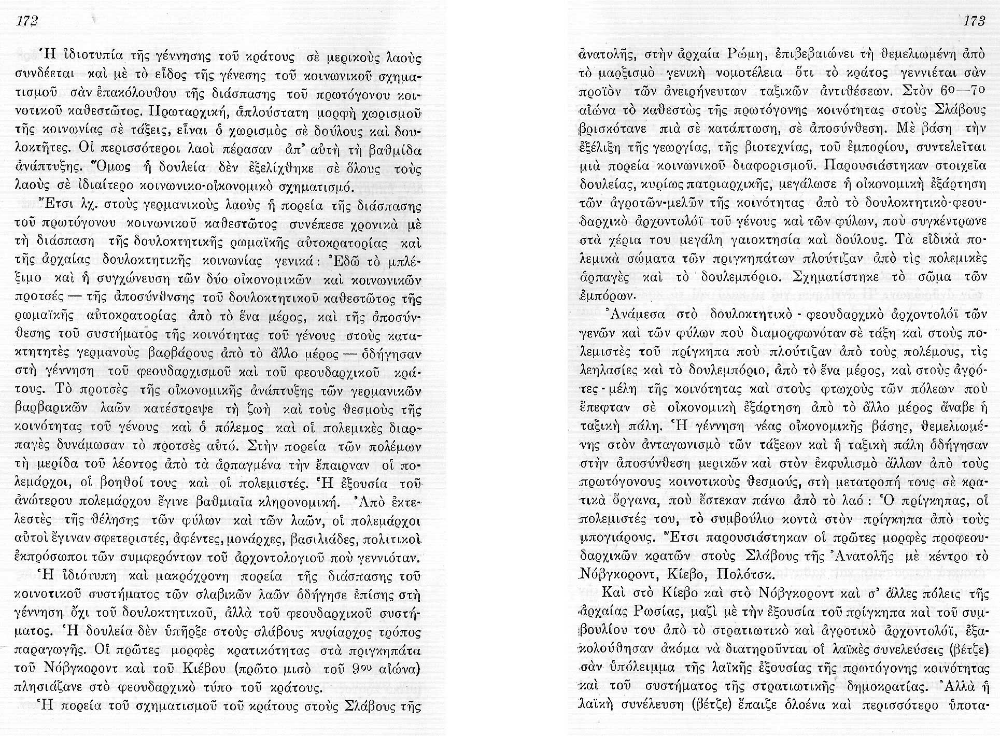 172
Ἡ ἰδιοτυπία τῆς γέννησης τοῦ κράτους σὲ μερικοὺς λαοὺς
συνδέεται καὶ μὲ τὸ εἶδος τῆς γένεσης τοῦ κοινωνικοῦ σχημα-
τισμοῦ σὰν ἐπακόλουθου τῆς διάσπασης τοῦ πρωτόγονου κοι-
νοτικοῦ καθεστῶτος. Πρωταρχική, ἁπλούστατη μορφὴ χωρισμοῦ
τῆς κοινωνίας σὲ τάξεις, εἶναι ὁ χωρισμὸς σὲ δούλους καὶ δου-
λοκτῆτες. Οἱ περισσότεροι λαοὶ πέρασαν ἀπ' αὐτὴ τὴ βαθμίδα
ἀνάπτυξης. Ὅμως ἡ δουλεία δὲν ἐξελίχθηκε σὲ ὅλους τοὺς
λαοὺς σὲ ἰδιαίτερο κοινωνικο-οἰκονομικὸ σχηματισμό.
Ἔτσι λχ. στοὺς γερμανικοὺς λαοὺς ἡ πορεία τῆς διάσπασης
τοῦ πρωτόγονου κοινωνικοῦ καθεστῶτος συνέπεσε χρονικὰ μὲ
τὴ διάσπαση τῆς δουλοκτητικῆς ρωμαϊκῆς αὐτοκρατορίας καὶ
τῆς ἀρχαίας δουλοκτητικῆς κοινωνίας γενικά: Ἐδῶ τὸ μπλέ-
ξιμο καὶ ἡ συγχώνευση τῶν δύο οἰκονομικῶν καὶ κοινωνικῶν
προτσές — τῆς ἀποσύνθνσης τοῦ δουλοκτητικοῦ καθεστῶτος τῆς
ρωμαϊκῆς αὐτοκρατορίας ἀπὸ τὸ ἕνα μέρος, καὶ τῆς ἀποσύν-
θεσης τοῦ συστήματος τῆς κοινότητας τοῦ γένους στοὺς κατα-
κτητητὲς γερμανοὺς βαρβάρους ἀπὸ τὸ ἄλλο μέρος — ὁδήγησαν
στὴ γέννηση τοῦ φεουδαρχισμοῦ καὶ τοῦ φεουδαρχικοῦ κρά-
τους. Τὸ προτσὲς τῆς οἰκονομικῆς ἀνάπτυξης τῶν γερμανικῶν
βαρβαρικῶν λαῶν κατέστρεψε τὴ ζωὴ καὶ τοὺς θεσμοὺς τῆς
κοινότητας τοῦ γένους καὶ ὁ πόλεμος καὶ οἱ πολεμικὲς διαρ-
παγὲς δυνάμωσαν τὸ προτσὲς αὐτό. Στὴν πορεία τῶν πολέμων
τὴ μερίδα τοῦ λέοντος ἀπὸ τὰ ἁρπαγμένα τὴν ἔπαιρναν οἱ πο-
λεμάρχοι, οἱ βοηθοί τους καὶ οἱ πολεμιστές. Ἡ ἐξουσία τοῦ
ἀνώτερου πολεμάρχου ἔγινε βαθμιαῖα κληρονομική. Ἀπὸ ἐκτε-
λεστὲς τῆς θέλησης τῶν φύλων καὶ τῶν λαῶν, οἱ πολεμάρχοι
αὐτοὶ ἔγιναν σφετεριστές, ἀφέντες, μονάρχες, βασιλιάδες, πολιτικοὶ
ἐκπρόσωποι τῶν συμφερόντων τοῦ ἀρχοντολογιοῦ ποὺ γεννιόταν.
Ἡ ἰδιότυπη καὶ μακρόχρονη πορεία τῆς διάσπασης τοῦ
κοινοτικοῦ συστήματος τῶν σλαβικῶν λαῶν ὁδήγησε ἐπίσης στὴ
γέννηση ὄχι τοῦ δουλοκτητικοῦ, ἀλλὰ τοῦ φεουδαρχικοῦ συστή-
ματος. Ἡ δουλεία δὲν ὑπῆρξε στοὺς σλάβους κυρίαρχος τρόπος
παραγωγῆς. Οἱ πρῶτες μορφὲς κρατικότητας στὰ πριγκηπάτα
τοῦ Νόβγκοροντ καὶ τοῦ Κιέβου (πρῶτο μισὸ τοῦ 9ου αἰώνα)
πλησιάζανε στὸ φεουδαρχικὸ τύπο τοῦ κράτους.
Ἡ πορεία τοῦ σχηματισμοῦ τοῦ κράτους στοὺς Σλάβους τῆς
173
ἀνατολῆς, στὴν ἀρχαία Ρώμη, ἐπιβεβαιώνει τὴ θεμελιωμένη ἀπὸ
τὸ μαρξισμὸ γενικὴ νομοτέλεια ὅτι τὸ κράτος γεννιέται σὰν
προϊὸν τῶν ἀνειρήνευτων ταξικῶν ἀντιθέσεων. Στὸν 6ο—7ο
αἰώνα τὸ καθεστὼς τῆς πρωτόγονης κοινότητας στοὺς Σλάβους
βρισκότανε πιὰ σὲ κατάπτωση, σὲ ἀποσύνθεση. Μὲ βάση τὴν
ἐξέλιξη τῆς γεωργίας, τῆς βιοτεχνίας, τοῦ ἐμπορίου, συντελεῖται
μιὰ πορεία κοινωνικοῦ διαφορισμοῦ. Παρουσιάστηκαν στοιχεῖα
δουλείας, κυρίως πατριαρχικῆς, μεγάλωσε ἡ οἰκονομικὴ ἐξάρτηση
τῶν ἀγροτῶν-μελῶν τῆς κοινότητας ἀπὸ τὸ δουλοκτητικὸ-φεου-
δαρχικὸ ἀρχοντολόϊ τοῦ γένους καὶ τῶν φύλων, ποὺ συγκέντρωνε
στὰ χέρια του μεγάλη γαιοκτησία καὶ δούλους. Τὰ εἰδικὰ πο-
λεμικὰ σώματα τῶν πριγκηπάτων πλούτιζαν ἀπὸ τὶς πολεμικὲς
ἁρπαγὲς καὶ τὸ δουλεμπόριο. Σχηματίστηκε τὸ σῶμα τῶν
ἐμπόρων.
Ἀνάμεσα στὸ δουλοκτητικὸ - φεουδαρχικὸ ἀρχοντολόϊ τῶν
γενῶν καὶ τῶν φύλων ποὺ διαμορφωνόταν σὲ τάξη καὶ στοὺς πο-
λεμιστὲς τοῦ πρίγκηπα ποὺ πλούτιζαν ἀπὸ τοὺς πολέμους, τὶς
λεηλασίες καὶ τὸ δουλεμπόριο, ἀπὸ τὸ ἕνα μέρος, καὶ στοὺς ἀγρό-
τες - μέλη τῆς κοινότητας καὶ στοὺς φτωχοὺς τῶν πόλεων ποὺ
ἔπεφταν σὲ οἰκονομικὴ ἐξάρτηση ἀπὸ τὸ ἄλλο μέρος ἄναβε ἡ
ταξικὴ πάλη. Ἡ γέννηση νέας οἰκονομικῆς βάσης, θεμελιωμέ-
νης στὸν ἀνταγωνισμὸ τῶν τάξεων καὶ ἡ ταξικὴ πάλη ὁδήγησαν
στὴν ἀποσύνθεση μερικῶν καὶ στὸν ἐκφυλισμὸ ἄλλων ἀπὸ τοὺς
πρωτόγονους κοινοτικοὺς θεσμούς, στὴ μετατροπή τους σὲ κρα-
τικὰ ὄργανα, ποὺ ἔστεκαν πάνω ἀπὸ τὸ λαό: Ὁ πρίγκηπας, οἱ
πολεμιστές του, τὸ συμβούλιο κοντὰ στὸν πρίγκηπα ἀπὸ τοὺς
μπογιάρους. Ἔτσι παρουσιάστηκαν οἱ πρῶτες μορφὲς προφεου-
δαρχικῶν κρατῶν στοὺς Σλάβους τῆς Ἀνατολῆς μὲ κέντρο τὸ
Νόβγκοροντ, Κίεβο, Πολότσκ.
Καὶ στὸ Κίεβο καὶ στὸ Νόβγκοροντ καὶ σ' ἄλλες πόλεις τῆς
ἀρχαίας Ρωσίας, μαζὶ μὲ τὴν ἐξουσία τοῦ πρίγκηπα καὶ τοῦ συμ-
βουλίου του ἀπὸ τὸ στρατιωτικὸ καὶ ἀγροτικὸ ἀρχοντολόϊ, ἐξα-
κολούθησαν ἀκόμα νὰ διατηροῦνται οἱ λαϊκὲς συνελεύσεις (βέτζε)
σὰν ὑπόλειμμα τῆς λαϊκῆς ἐξουσίας τῆς πρωτόγονης κοινότητας
καὶ τοῦ συστήματος τῆς στρατιωτικῆς δημοκρατίας. Ἀλλὰ ἡ
λαϊκὴ συνέλευση (βέτζε) ἔπαιζε ὁλοένα καὶ περισσότερο ὑποτα-